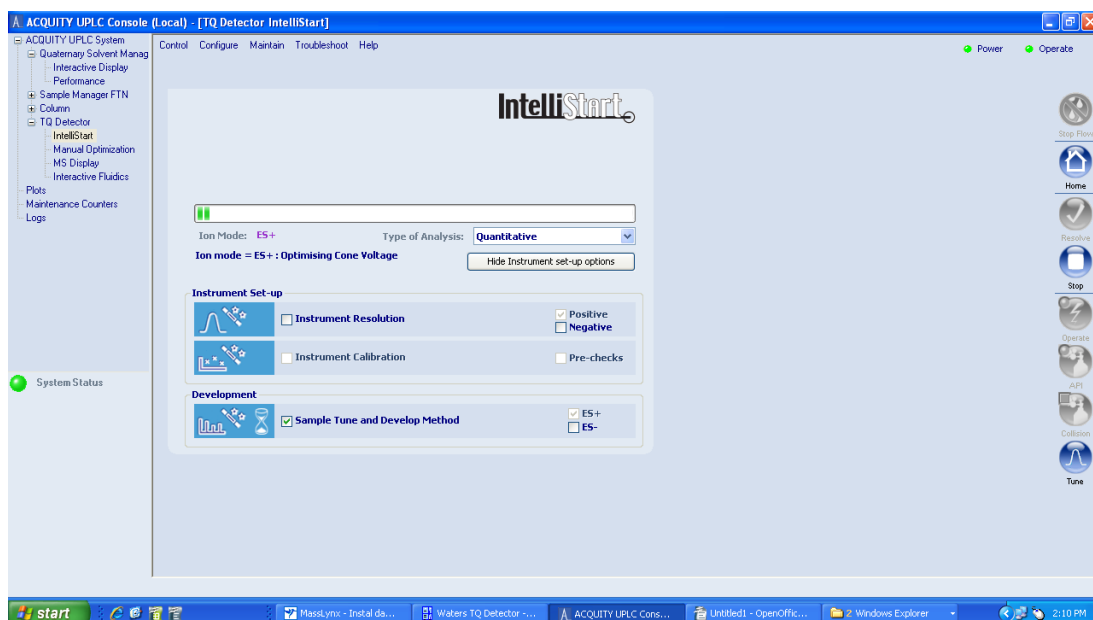 ACQUITY UPLC Console (Local) - [TQ Detector IntelliStart]
ACQUITY UPLC System
Quaternary Solvent Manag
Interactive Display
Performance
Sample Manager FTN
Column
TQ Detector
IntelliStart
Manual Optimization
MS Display
Interactive Fluidics
Plots
Maintenance Counters
Logs
System Status
Control Configure Maintain Troubleshoot Help
Power Operate
IntelliStart
Ion Mode: ES+ Type of Analysis: Quantitative
Ion mode = ES+ : Optimising Cone Voltage Hide Instrument set-up options
Instrument Set-up
Instrument Resolution Positive
Negative
Instrument Calibration Pre-checks
Development
Sample Tune and Develop Method ES+
ES-
Stop Flow
Home
Resolve
Stop
Operate
API
Collision
Tune
start MassLynx - Instal da... Waters TQ Detector -... ACQUITY UPLC Cons... Untitled1 - OpenOffic... 2 Windows Explorer 2:10 PM